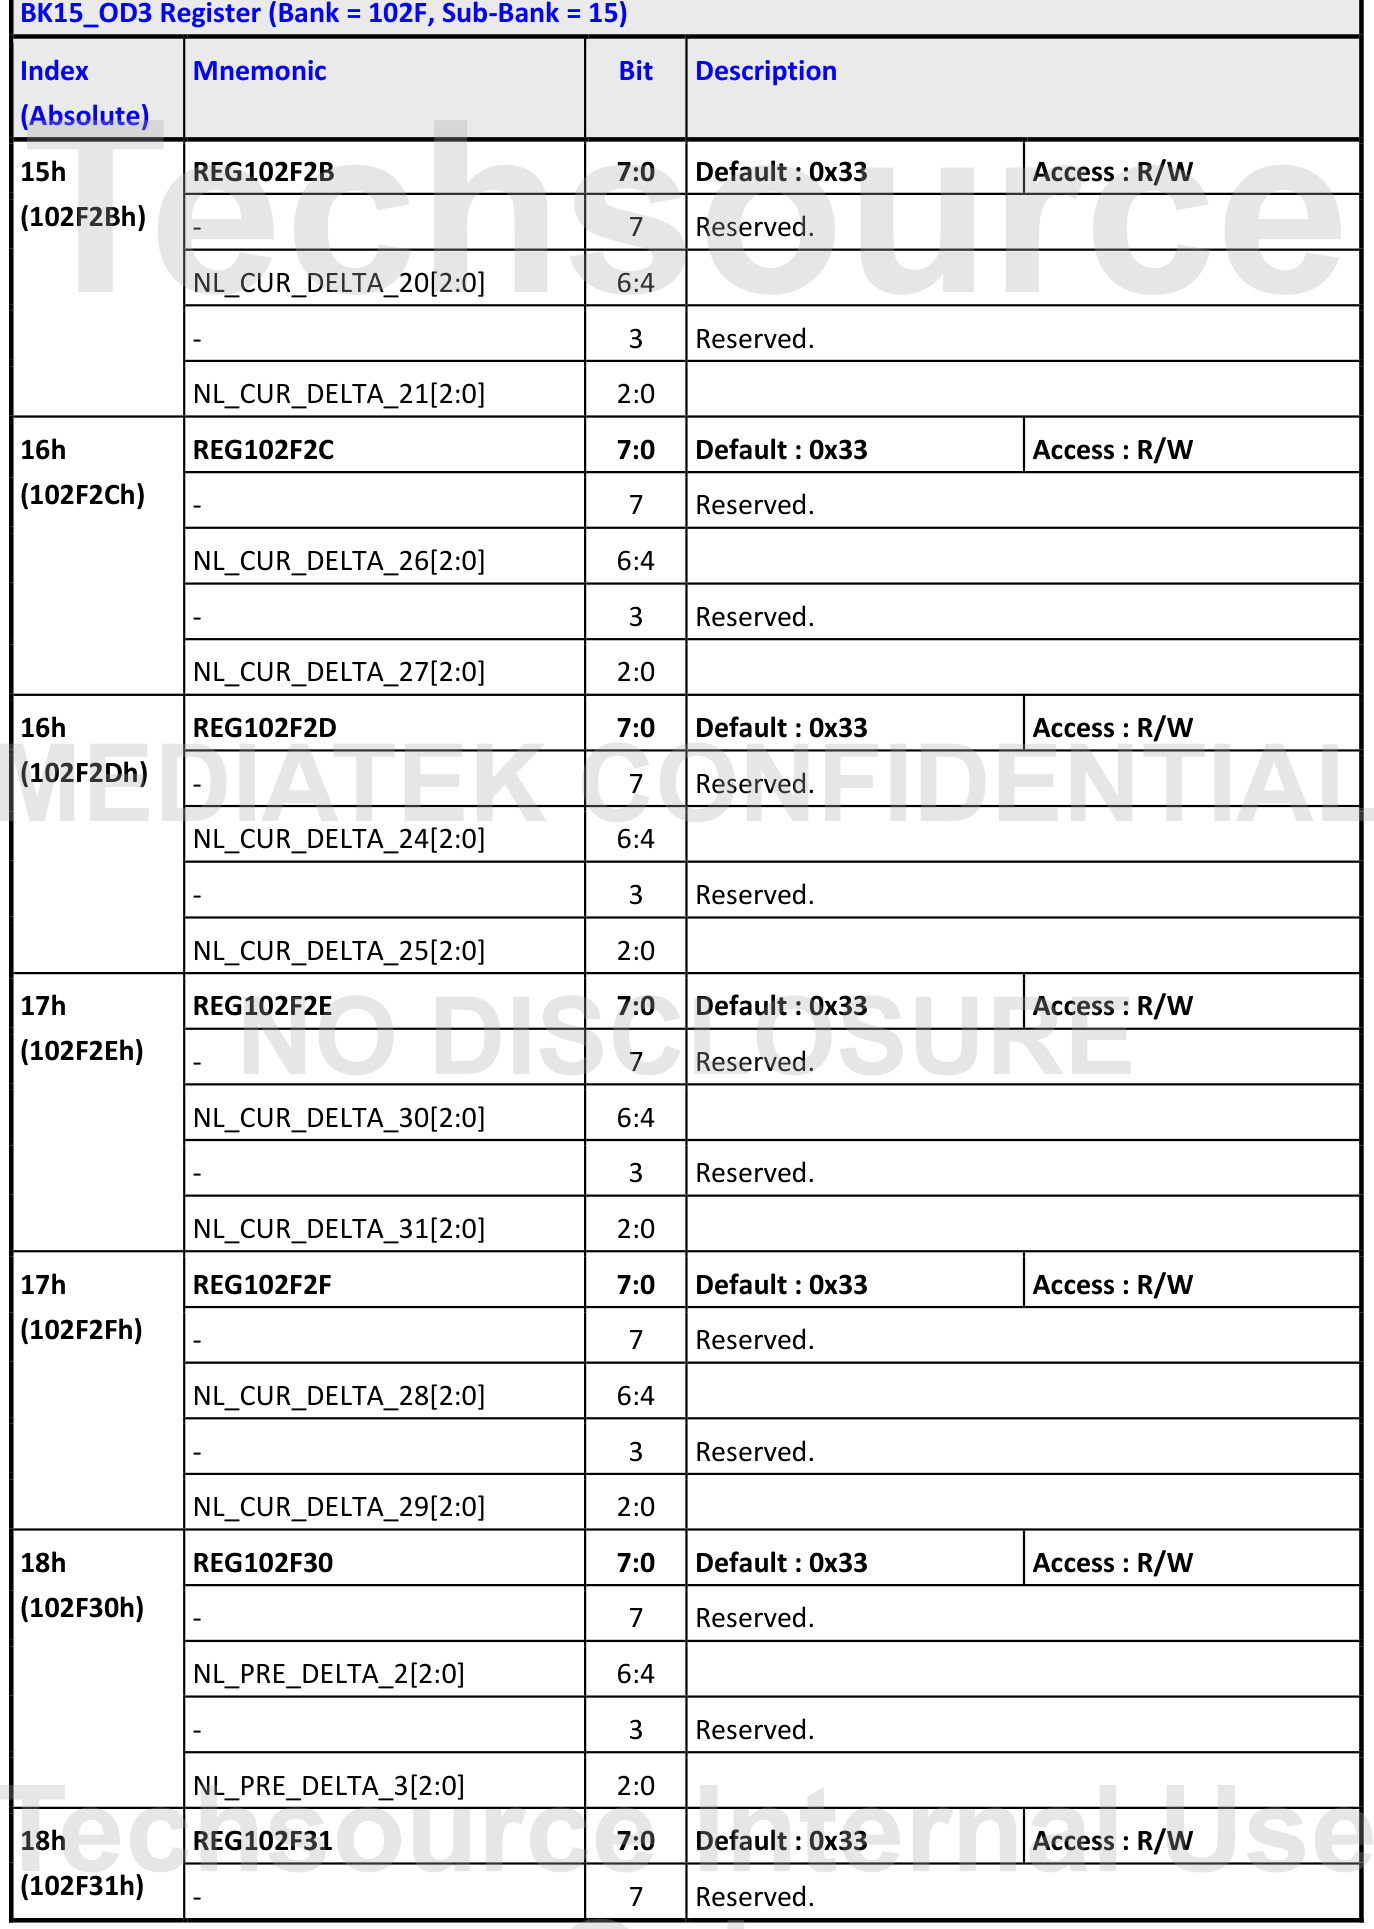 BK15_OD3 Register (Bank = 102F, Sub-Bank = 15)
Index (Absolute) Mnemonic Bit Description
15h (102F2Bh) REG102F2B 7:0 Default : 0x33 Access : R/W
- 7 Reserved.
NL_CUR_DELTA_20[2:0] 6:4
- 3 Reserved.
NL_CUR_DELTA_21[2:0] 2:0
16h (102F2Ch) REG102F2C 7:0 Default : 0x33 Access : R/W
- 7 Reserved.
NL_CUR_DELTA_26[2:0] 6:4
- 3 Reserved.
NL_CUR_DELTA_27[2:0] 2:0
16h (102F2Dh) REG102F2D 7:0 Default : 0x33 Access : R/W
- 7 Reserved.
NL_CUR_DELTA_24[2:0] 6:4
- 3 Reserved.
NL_CUR_DELTA_25[2:0] 2:0
17h (102F2Eh) REG102F2E 7:0 Default : 0x33 Access : R/W
- 7 Reserved.
NL_CUR_DELTA_30[2:0] 6:4
- 3 Reserved.
NL_CUR_DELTA_31[2:0] 2:0
17h (102F2Fh) REG102F2F 7:0 Default : 0x33 Access : R/W
- 7 Reserved.
NL_CUR_DELTA_28[2:0] 6:4
- 3 Reserved.
NL_CUR_DELTA_29[2:0] 2:0
18h (102F30h) REG102F30 7:0 Default : 0x33 Access : R/W
- 7 Reserved.
NL_PRE_DELTA_2[2:0] 6:4
- 3 Reserved.
NL_PRE_DELTA_3[2:0] 2:0
18h (102F31h) REG102F31 7:0 Default : 0x33 Access : R/W
- 7 Reserved.
Techsource
MEDIATEK CONFIDENTIAL
NO DISCLOSURE
Techsource Internal Use